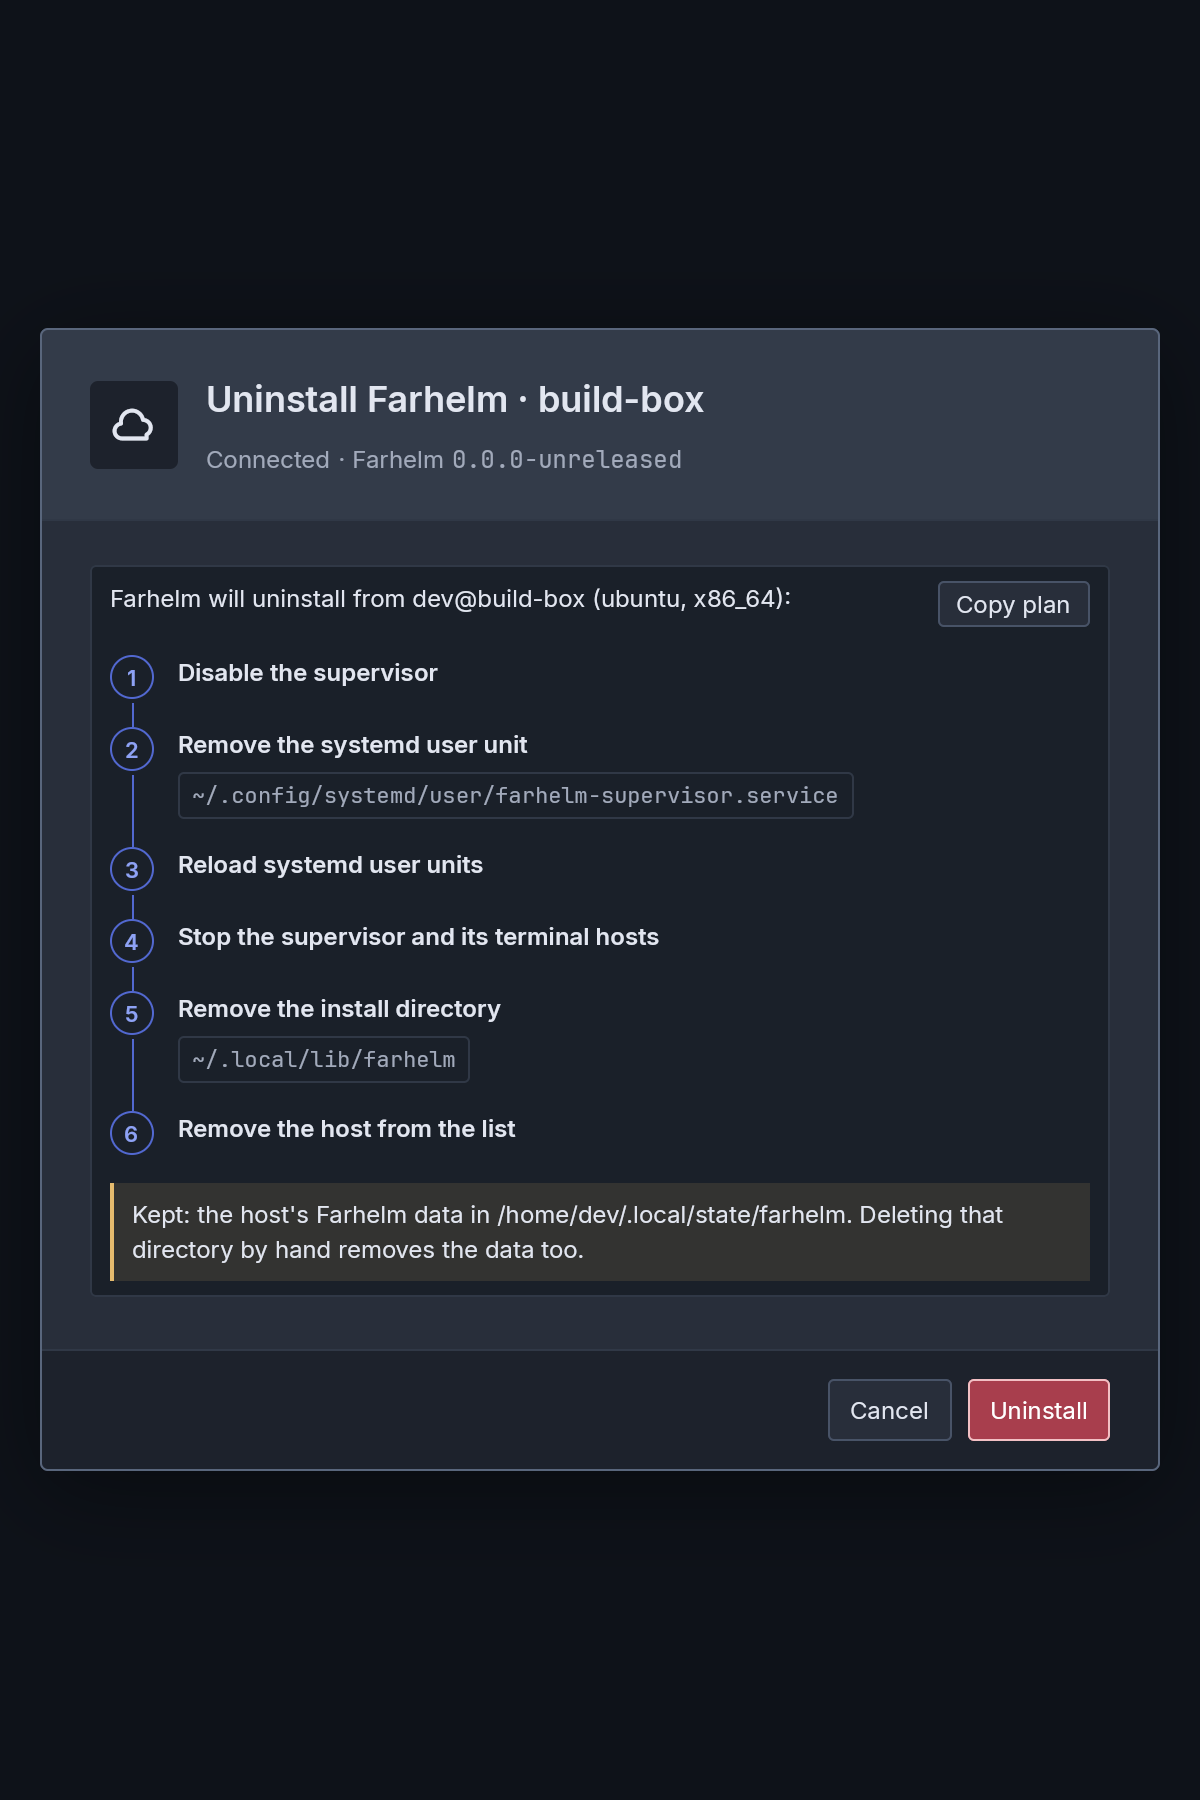 Uninstall Farhelm · build-box
Connected · Farhelm 0.0.0-unreleased
Farhelm will uninstall from dev@build-box (ubuntu, x86_64):
Copy plan
1 Disable the supervisor
2 Remove the systemd user unit
~/.config/systemd/user/farhelm-supervisor.service
3 Reload systemd user units
4 Stop the supervisor and its terminal hosts
5 Remove the install directory
~/.local/lib/farhelm
6 Remove the host from the list
Kept: the host's Farhelm data in /home/dev/.local/state/farhelm. Deleting that
directory by hand removes the data too.
Cancel
Uninstall